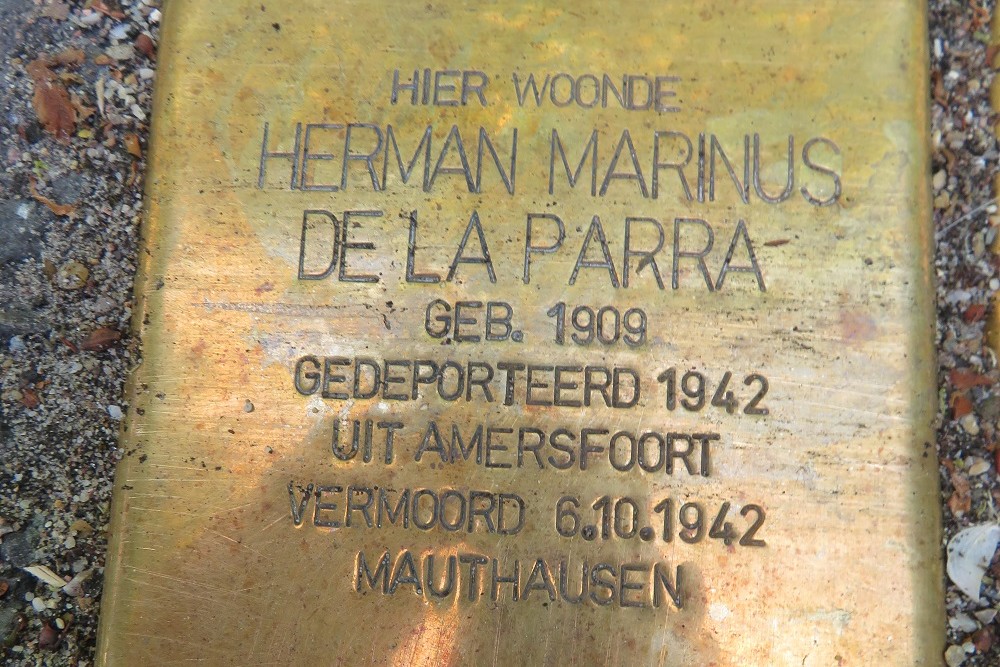 HIER WOONDE
HERMAN MARINUS
DE LA PARRA
GEB. 1909
GEDEPORTEERD 1942
UIT AMERSFOORT
VERMOORD 6.10.1942
MAUTHAUSEN